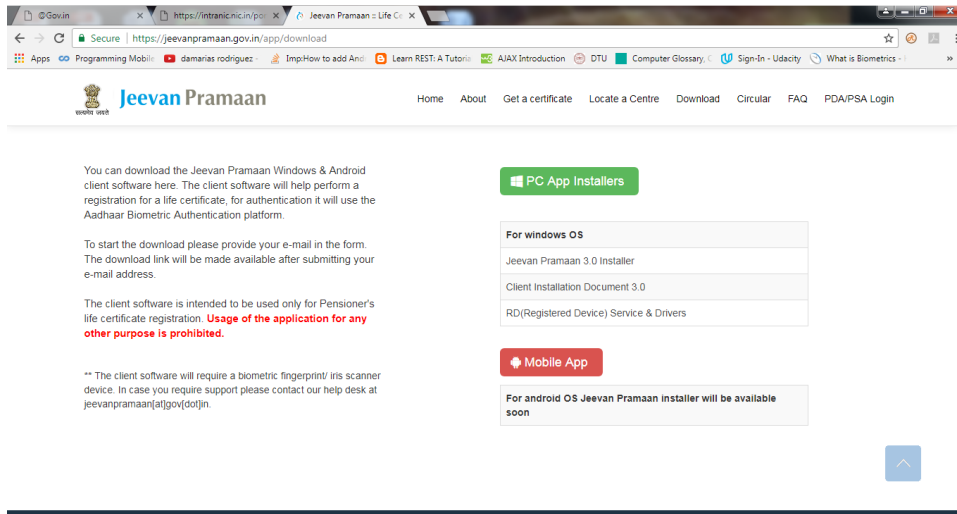 @Gov.in
https://intranic.nic.in/por
Jeevan Pramaan :: Life Ce
Secure | https://jeevanpramaan.gov.in/app/download
Apps Programming Mobile damarias rodriguez - Imp:How to add And Learn REST: A Tutoria AJAX Introduction DTU Computer Glossary, C Sign-In - Udacity What is Biometrics - »
सत्यमेव जयते
Jeevan Pramaan
Home About Get a certificate Locate a Centre Download Circular FAQ PDA/PSA Login
You can download the Jeevan Pramaan Windows & Android
client software here. The client software will help perform a
registration for a life certificate, for authentication it will use the
Aadhaar Biometric Authentication platform.
To start the download please provide your e-mail in the form.
The download link will be made available after submitting your
e-mail address.
The client software is intended to be used only for Pensioner's
life certificate registration. Usage of the application for any
other purpose is prohibited.
** The client software will require a biometric fingerprint/ iris scanner
device. In case you require support please contact our help desk at
jeevanpramaan[at]gov[dot]in.
PC App Installers
For windows OS
Jeevan Pramaan 3.0 Installer
Client Installation Document 3.0
RD(Registered Device) Service & Drivers
Mobile App
For android OS Jeevan Pramaan installer will be available
soon